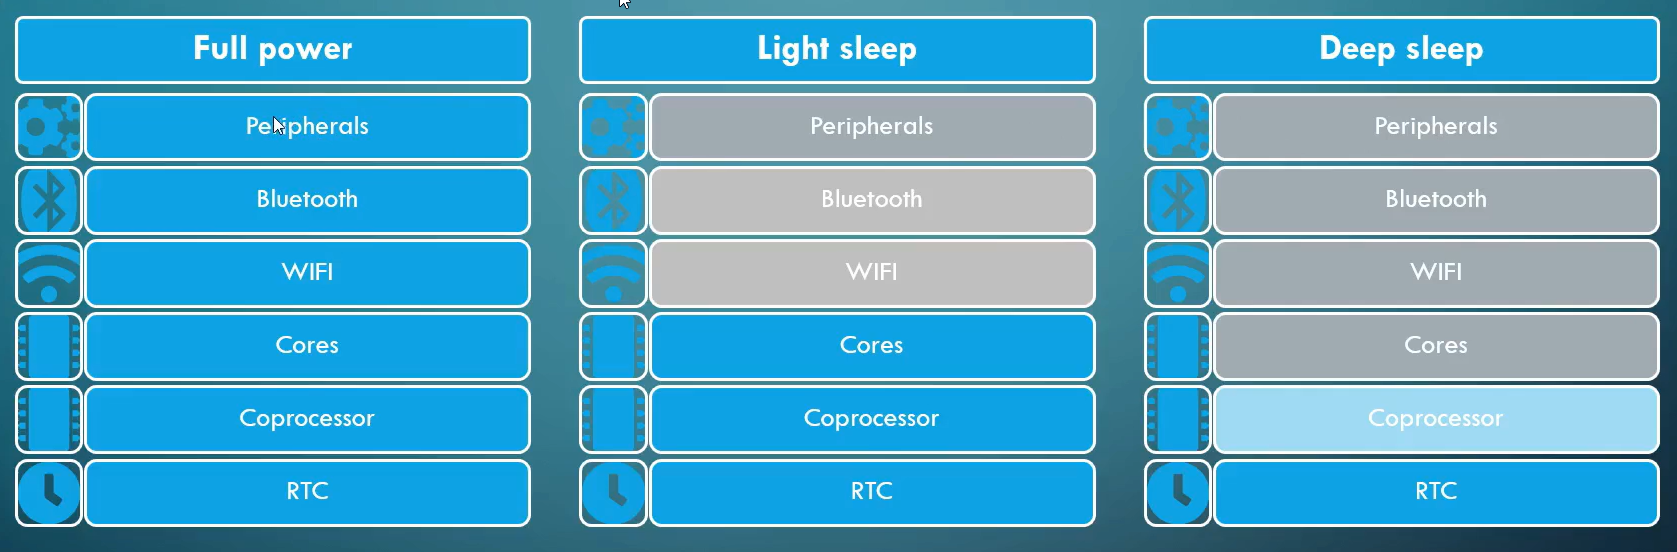 Full power
Peripherals
Bluetooth
WIFI
Cores
Coprocessor
RTC
Light sleep
Peripherals
Bluetooth
WIFI
Cores
Coprocessor
RTC
Deep sleep
Peripherals
Bluetooth
WIFI
Cores
Coprocessor
RTC